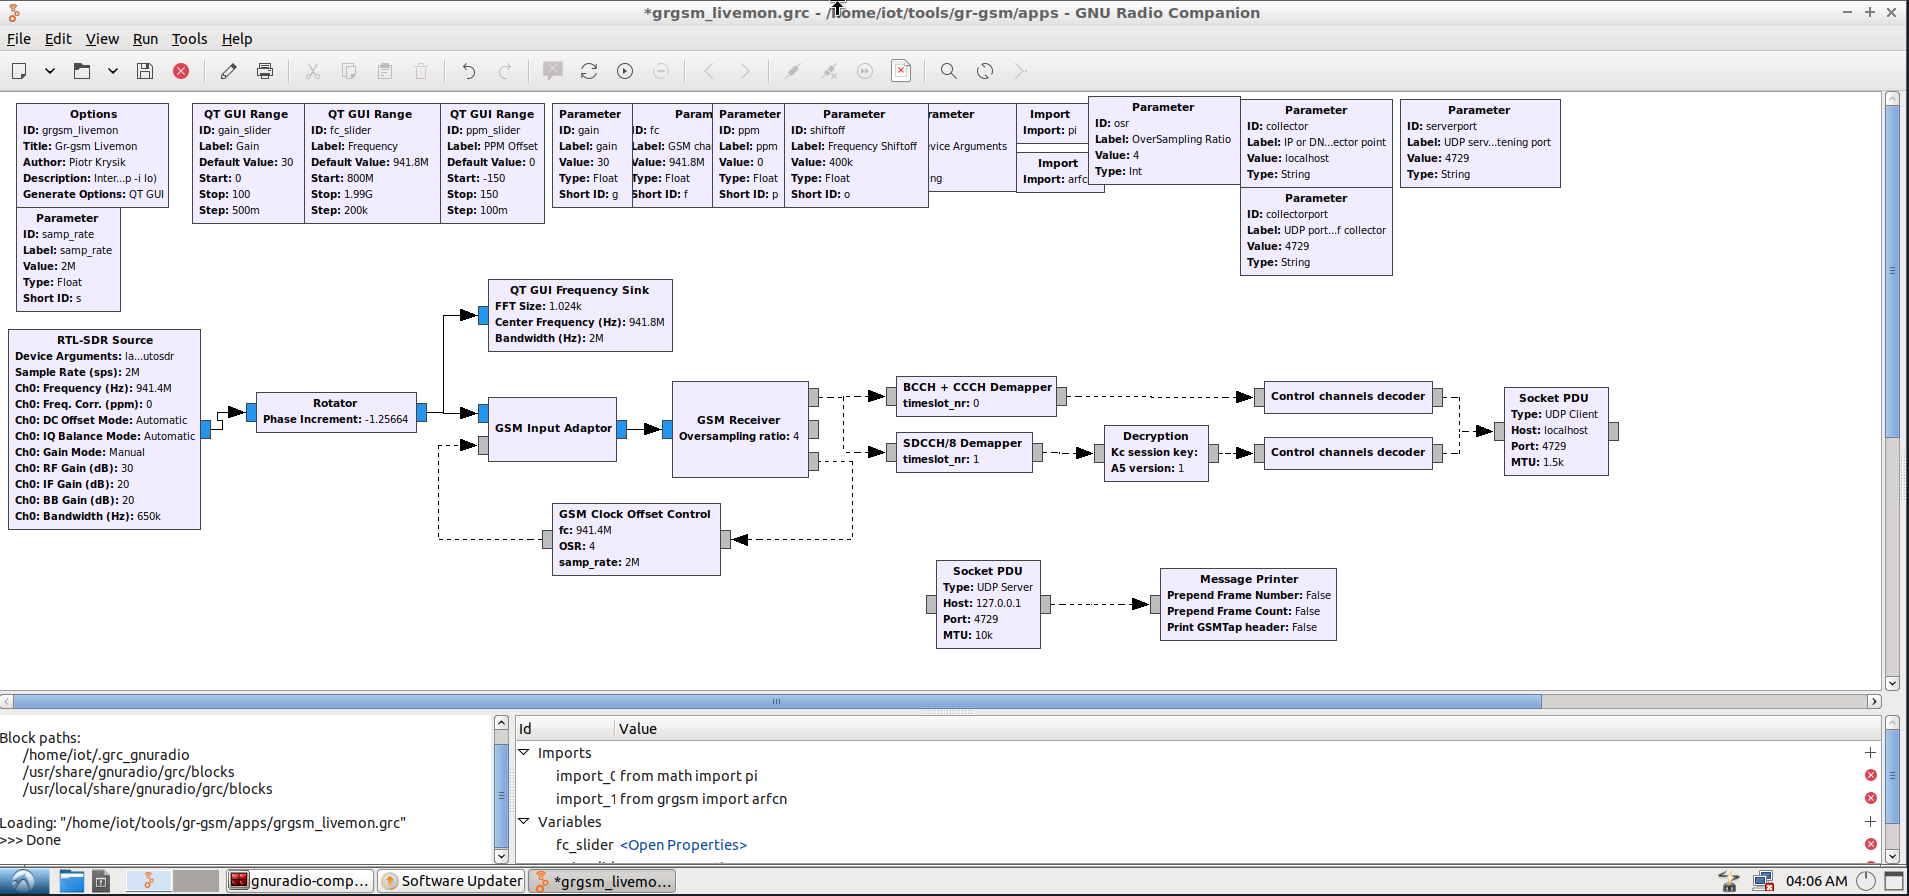 *grgsm_livemon.grc - /home/iot/tools/gr-gsm/apps - GNU Radio Companion
File Edit View Run Tools Help
Options
ID: grgsm_livemon
Title: Gr-gsm Livemon
Author: Piotr Krysik
Description: Inter...p -i lo)
Generate Options: QT GUI
Parameter
ID: samp_rate
Label: samp_rate
Value: 2M
Type: Float
Short ID: s
QT GUI Range
ID: gain_slider
Label: Gain
Default Value: 30
Start: 0
Stop: 100
Step: 500m
QT GUI Range
ID: fc_slider
Label: Frequency
Default Value: 941.8M
Start: 800M
Stop: 1.99G
Step: 200k
QT GUI Range
ID: ppm_slider
Label: PPM Offset
Default Value: 0
Start: -150
Stop: 150
Step: 100m
Parameter
ID: gain
Label: gain
Value: 30
Type: Float
Short ID: g
Param
ID: fc
Label: GSM cha
Value: 941.8M
Type: Float
Short ID: f
Parameter
ID: ppm
Label: ppm
Value: 0
Type: Float
Short ID: p
Parameter
ID: shiftoff
Label: Frequency Shiftoff
Value: 400k
Type: Float
Short ID: o
rameter
vice Arguments
ng
Import
Import: pi
Import
Import: arfc
Parameter
ID: osr
Label: OverSampling Ratio
Value: 4
Type: Int
Parameter
ID: collector
Label: IP or DN...ector point
Value: localhost
Type: String
Parameter
ID: collectorport
Label: UDP port...f collector
Value: 4729
Type: String
Parameter
ID: serverport
Label: UDP serv...tening port
Value: 4729
Type: String
RTL-SDR Source
Device Arguments: la...utosdr
Sample Rate (sps): 2M
Ch0: Frequency (Hz): 941.4M
Ch0: Freq. Corr. (ppm): 0
Ch0: DC Offset Mode: Automatic
Ch0: IQ Balance Mode: Automatic
Ch0: Gain Mode: Manual
Ch0: RF Gain (dB): 30
Ch0: IF Gain (dB): 20
Ch0: BB Gain (dB): 20
Ch0: Bandwidth (Hz): 650k
Rotator
Phase Increment: -1.25664
QT GUI Frequency Sink
FFT Size: 1.024k
Center Frequency (Hz): 941.8M
Bandwidth (Hz): 2M
GSM Input Adaptor
GSM Receiver
Oversampling ratio: 4
GSM Clock Offset Control
fc: 941.4M
OSR: 4
samp_rate: 2M
BCCH + CCCH Demapper
timeslot_nr: 0
SDCCH/8 Demapper
timeslot_nr: 1
Decryption
Kc session key:
A5 version: 1
Control channels decoder
Control channels decoder
Socket PDU
Type: UDP Client
Host: localhost
Port: 4729
MTU: 1.5k
Socket PDU
Type: UDP Server
Host: 127.0.0.1
Port: 4729
MTU: 10k
Message Printer
Prepend Frame Number: False
Prepend Frame Count: False
Print GSMTap header: False
Block paths:
/home/iot/.grc_gnuradio
/usr/share/gnuradio/grc/blocks
/usr/local/share/gnuradio/grc/blocks
Loading: "/home/iot/tools/gr-gsm/apps/grgsm_livemon.grc"
>>> Done
Id Value
Imports
import_0 from math import pi
import_1 from grgsm import arfcn
Variables
fc_slider <Open Properties>
gnuradio-comp... Software Updater *grgsm_livemo... 04:06 AM